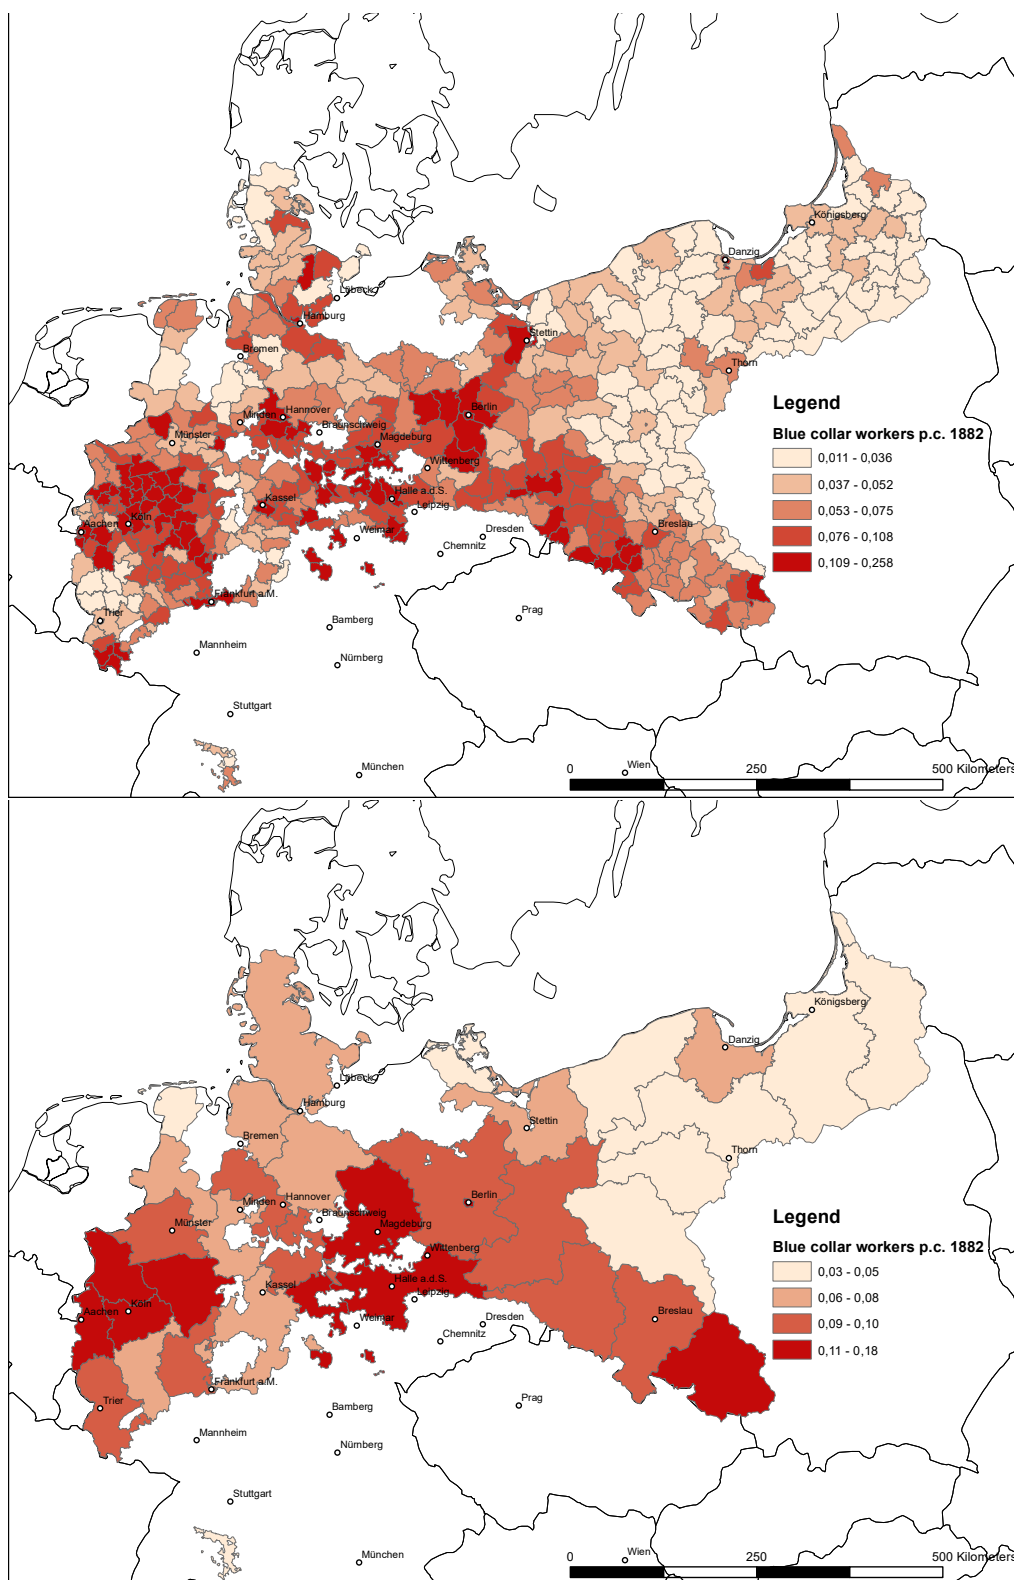 Königsberg
Danzig
Lübeck
Hamburg
Stettin
Bremen
Thorn
Legend
Berlin
Minden
Hannover
Braunschweig
Blue collar workers p.c. 1882
Münster
Magdeburg
0,011 - 0,036
Wittenberg
0,037 - 0,052
Halle a.d.S.
Kassel
Leipzig
0,053 - 0,075
Aachen
Köln
Weimar
Dresden
Breslau
0,076 - 0,108
Chemnitz
0,109 - 0,258
Frankfurt a.M.
Trier
Prag
Bamberg
Mannheim
Nürnberg
Stuttgart
München
Wien
0
250
500 Kilometers
Königsberg
Danzig
Lübeck
Hamburg
Stettin
Bremen
Thorn
Berlin
Minden
Hannover
Braunschweig
Legend
Münster
Magdeburg
Blue collar workers p.c. 1882
Wittenberg
0,03 - 0,05
Halle a.d.S.
Kassel
Leipzig
0,06 - 0,08
Aachen
Köln
Weimar
Dresden
Breslau
0,09 - 0,10
Chemnitz
0,11 - 0,18
Frankfurt a.M.
Trier
Prag
Bamberg
Mannheim
Nürnberg
Stuttgart
München
Wien
0
250
500 Kilometers